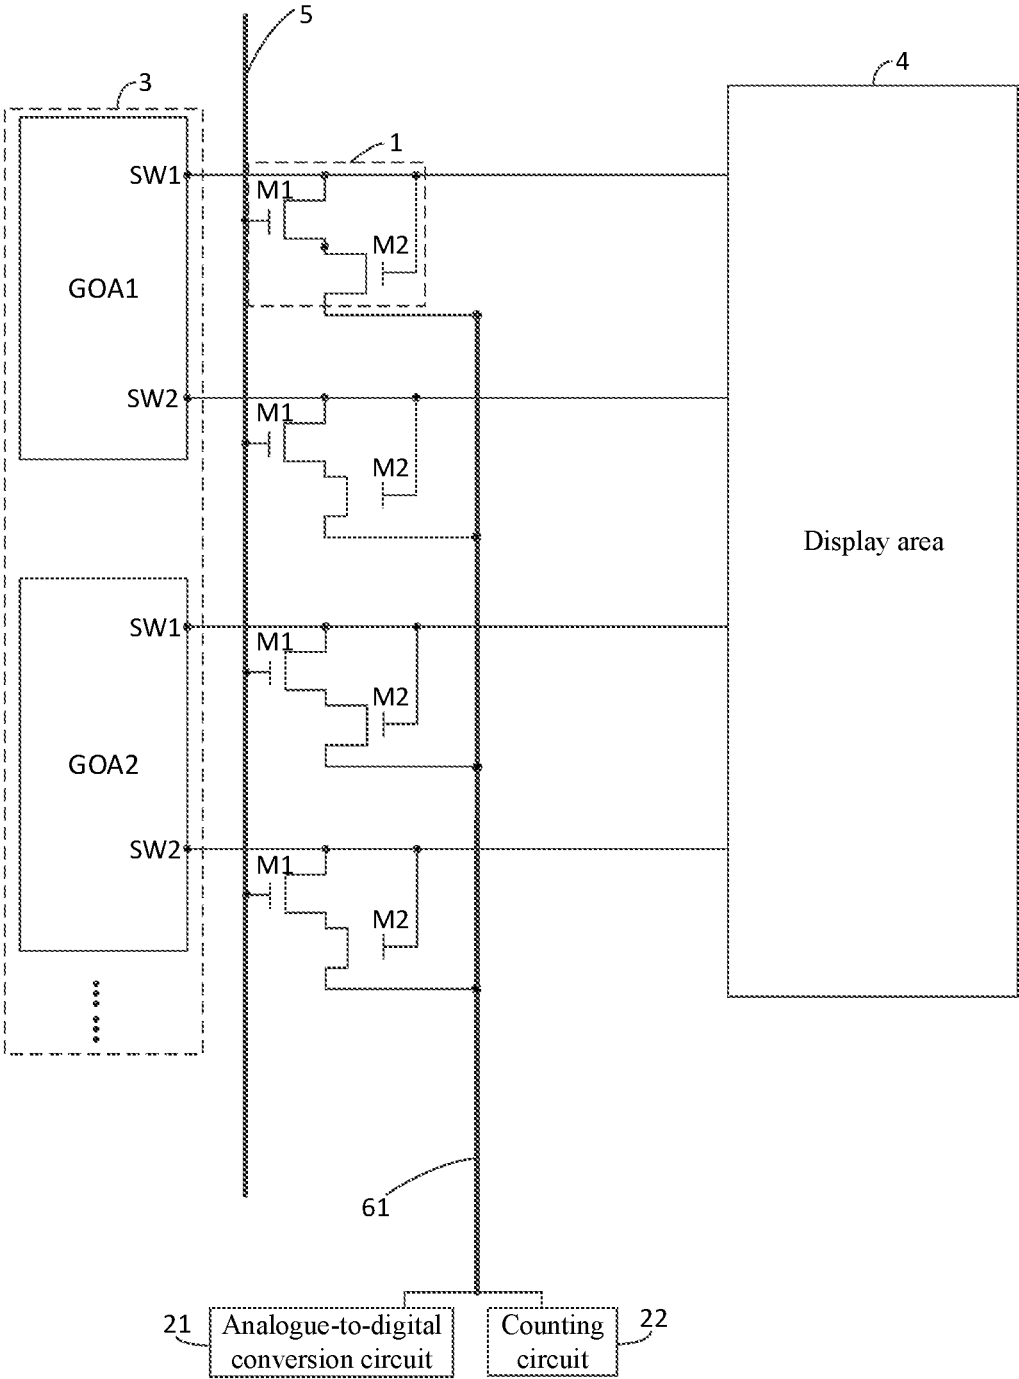 5
4
3
1
SW1
M1
M2
GOA1
SW2
M1
M2
Display area
SW1
M1
M2
GOA2
SW2
M1
M2
61
21
Analogue-to-digital
conversion circuit
Counting
circuit
22